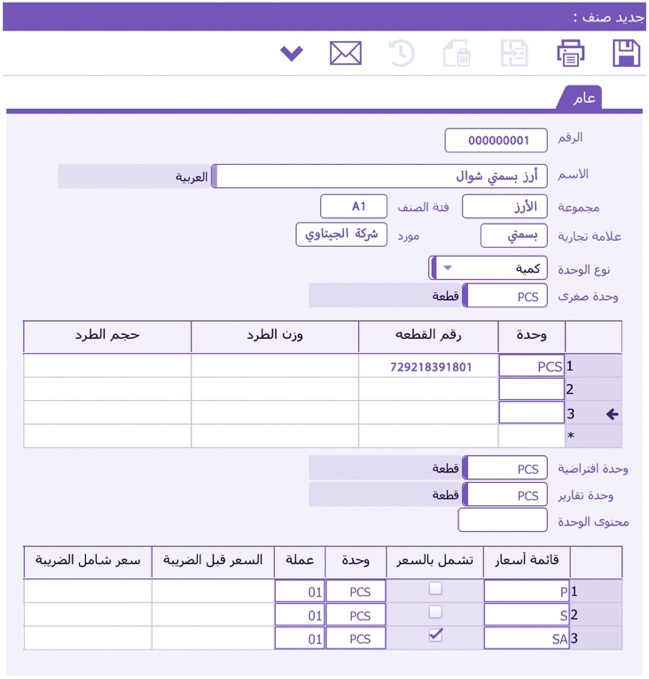 جديد صنف :
عام
الرقم 000000001
الاسم أرز بسمتي شوال العربية
مجموعة الأرز فئة الصنف A1
علامة تجارية بسمتي مورد شركة الجيتاوي
نوع الوحدة كمية
وحدة صغرى PCS قطعة
وحدة رقم القطعه وزن الطرد حجم الطرد
1 PCS 729218391801
2
3
*
وحدة افتراضية PCS قطعة
وحدة تقارير PCS قطعة
محتوى الوحدة
قائمة أسعار تشمل بالسعر وحدة عملة السعر قبل الضريبة سعر شامل الضريبة
1 P PCS 01
2 S PCS 01
3 SA PCS 01